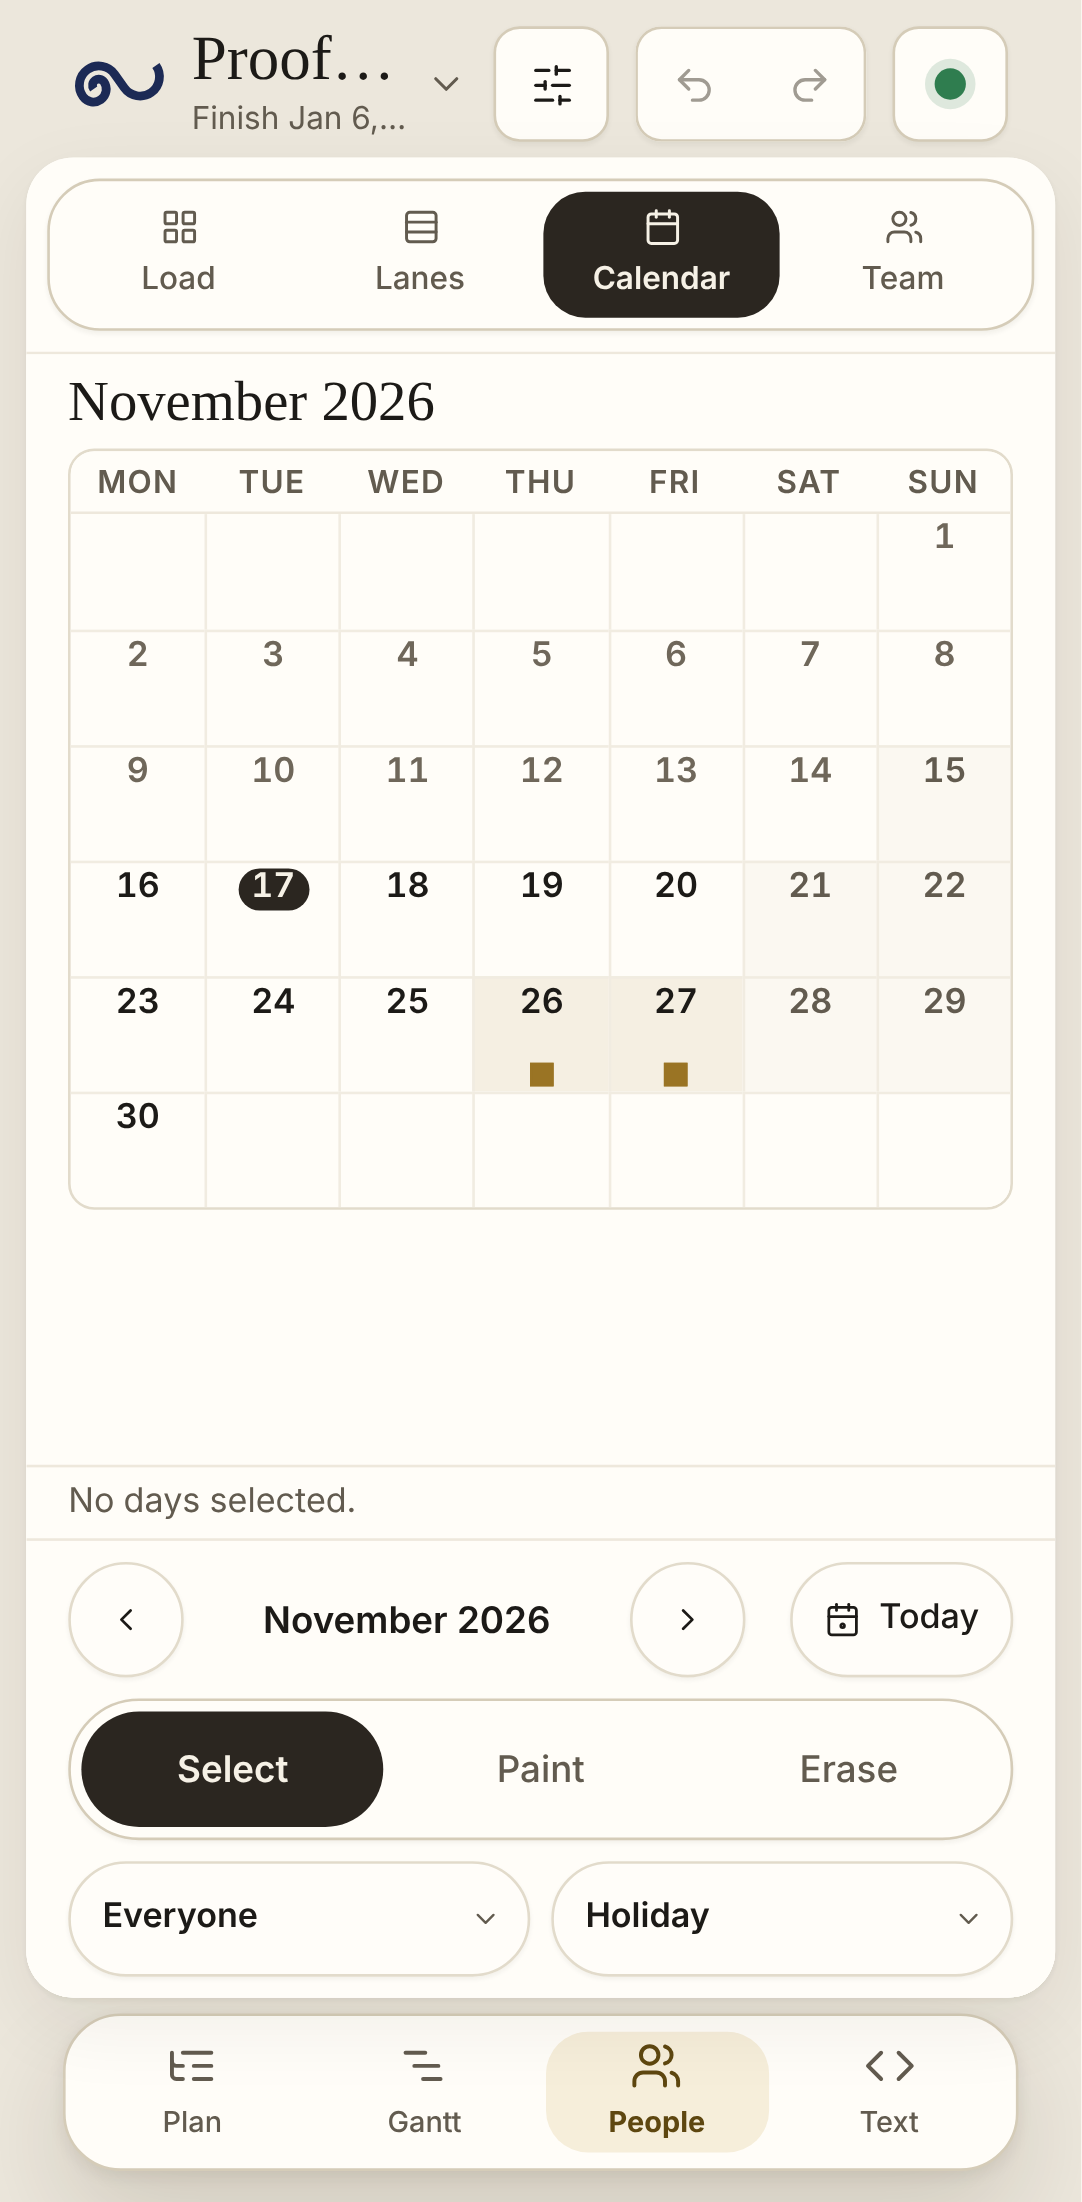 Proof…
Finish Jan 6,...
Load Lanes Calendar Team
November 2026
MON TUE WED THU FRI SAT SUN
1
2 3 4 5 6 7 8
9 10 11 12 13 14 15
16 17 18 19 20 21 22
23 24 25 26 27 28 29
30
No days selected.
November 2026 Today
Select Paint Erase
Everyone Holiday
Plan Gantt People Text